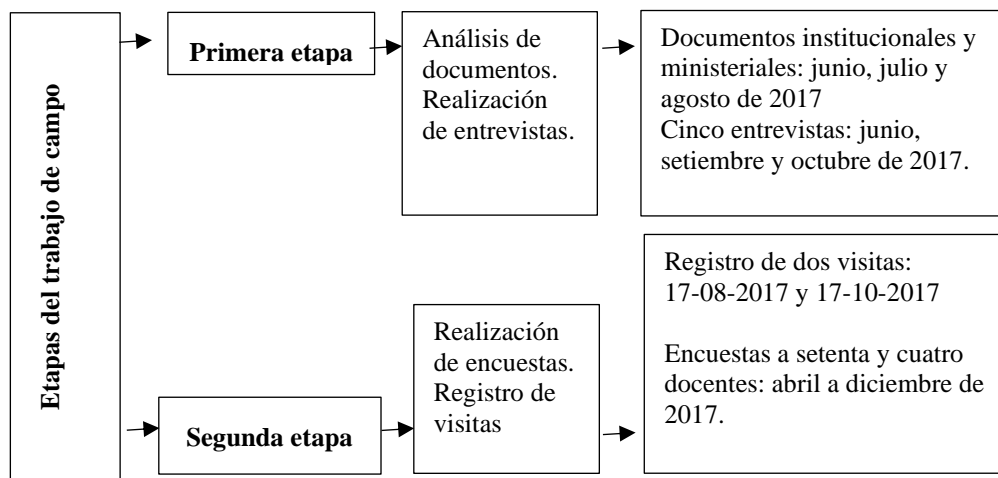 Etapas del trabajo de campo
Primera etapa
Análisis de
documentos.
Realización
de entrevistas.
Documentos institucionales y
ministeriales: junio, julio y
agosto de 2017
Cinco entrevistas: junio,
setiembre y octubre de 2017.
Segunda etapa
Realización
de encuestas.
Registro de
visitas
Registro de dos visitas:
17-08-2017 y 17-10-2017
Encuestas a setenta y cuatro
docentes: abril a diciembre de
2017.